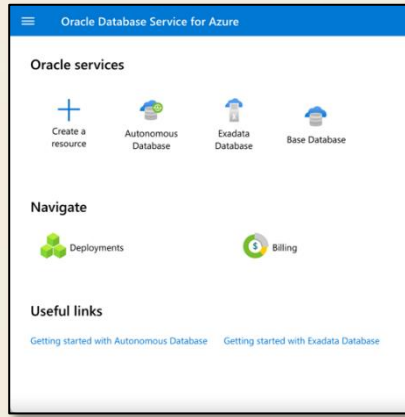 Oracle Database Service for Azure
Oracle services
Create a
resource
Autonomous
Database
Exadata
Database
Base Database
Navigate
Deployments
$
Billing
Useful links
Getting started with Autonomous Database
Getting started with Exadata Database